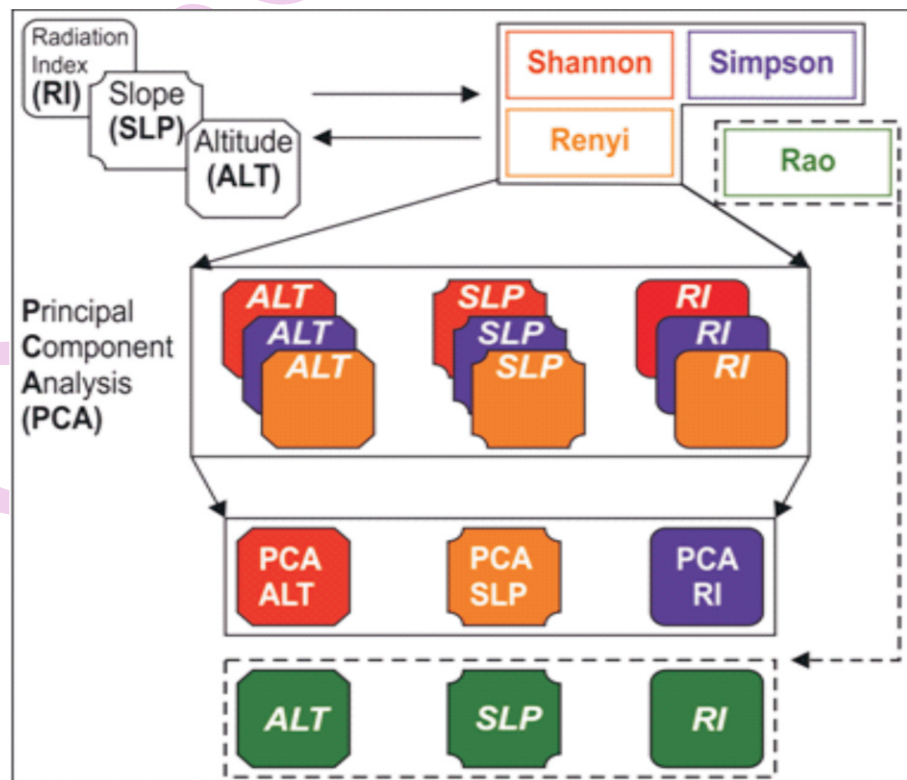 Radiation
Index
(RI)
Slope
(SLP)
Altitude
(ALT)
Shannon
Simpson
Renyi
Rao
Principal
Component
Analysis
(PCA)
ALT
ALT
ALT
SLP
SLP
SLP
RI
RI
RI
PCA
ALT
PCA
SLP
PCA
RI
ALT
SLP
RI